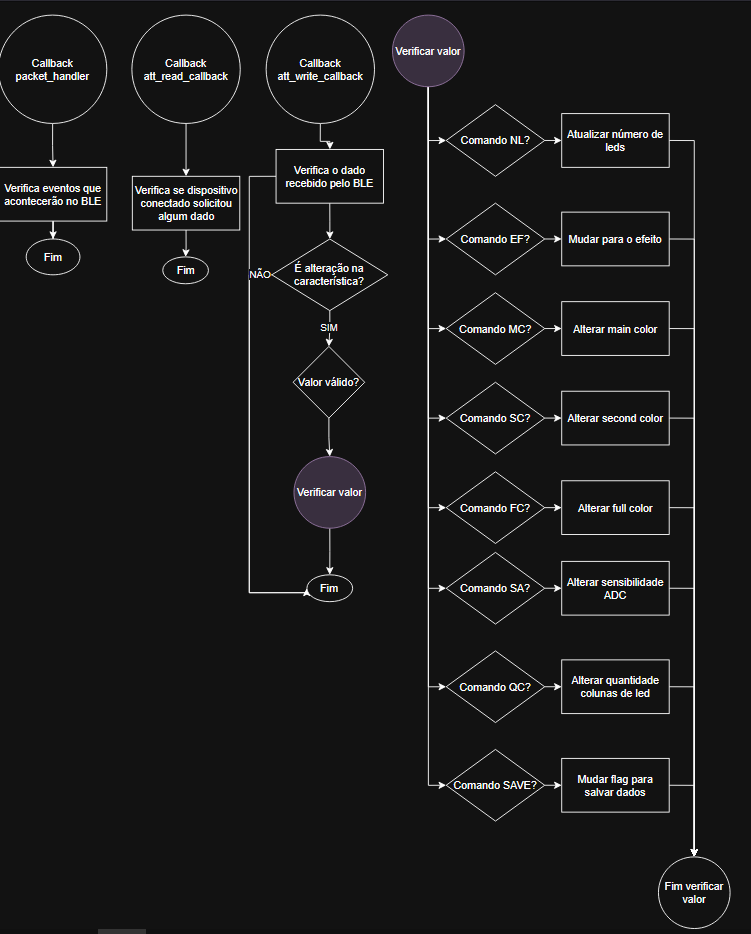 Callback
packet_handler
Verifica eventos que
acontecerão no BLE
Fim
Callback
att_read_callback
Verifica se dispositivo
conectado solicitou
algum dado
Fim
Callback
att_write_callback
Verifica o dado
recebido pelo BLE
É alteração na
característica?
NÃO
SIM
Valor válido?
Verificar valor
Fim
Verificar valor
Comando NL?
Atualizar número de
leds
Comando EF?
Mudar para o efeito
Comando MC?
Alterar main color
Comando SC?
Alterar second color
Comando FC?
Alterar full color
Comando SA?
Alterar sensibilidade
ADC
Comando QC?
Alterar quantidade
colunas de led
Comando SAVE?
Mudar flag para
salvar dados
Fim verificar
valor